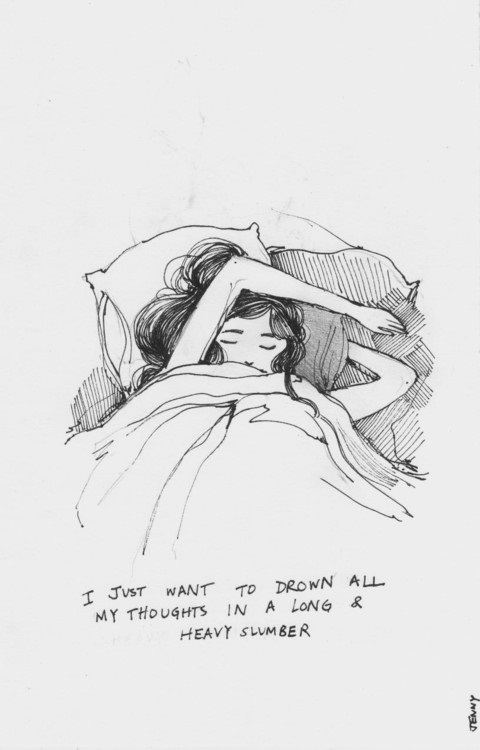 I JUST WANT TO DROWN ALL
MY THOUGHTS IN A LONG &
HEAVY SLUMBER
JENNY